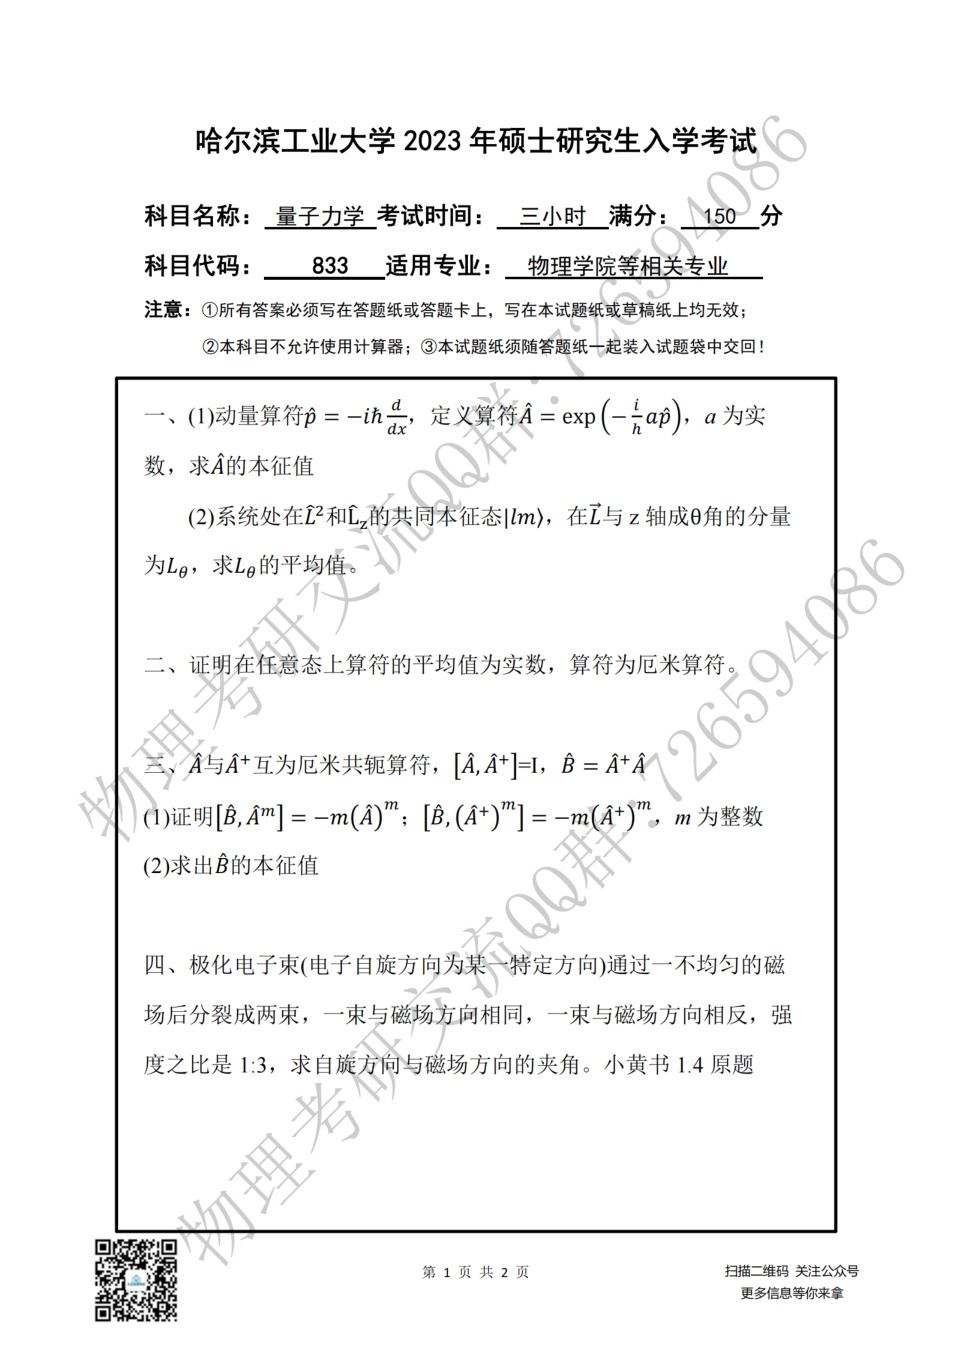 哈尔滨工业大学 2023 年硕士研究生入学考试
科目名称： 量子力学 考试时间： 三小时 满分： 150 分
科目代码： 833 适用专业： 物理学院等相关专业
注意：①所有答案必须写在答题纸或答题卡上，写在本试题纸或草稿纸上均无效；
②本科目不允许使用计算器；③本试题纸须随答题纸一起装入试题袋中交回！
一、(1)动量算符p̂ = −iħ d/dx，定义算符Â = exp(−i/h ap̂)，a 为实
数，求Â的本征值
(2)系统处在L̂²和L̂z的共同本征态|lm⟩，在L⃗与 z 轴成θ角的分量
为Lθ，求Lθ的平均值。
二、证明在任意态上算符的平均值为实数，算符为厄米算符。
三、Â与Â⁺互为厄米共轭算符，[Â, Â⁺]=I，B̂ = Â⁺Â
(1)证明[B̂, Âᵐ] = −m(Â)ᵐ；[B̂, (Â⁺)ᵐ] = −m(Â⁺)ᵐ，m 为整数
(2)求出B̂的本征值
四、极化电子束(电子自旋方向为某一特定方向)通过一不均匀的磁
场后分裂成两束，一束与磁场方向相同，一束与磁场方向相反，强
度之比是 1:3，求自旋方向与磁场方向的夹角。小黄书 1.4 原题
物理考研交流QQ群:726594086
物理考研交流QQ群:726594086
第 1 页 共 2 页
扫描二维码 关注公众号
更多信息等你来拿